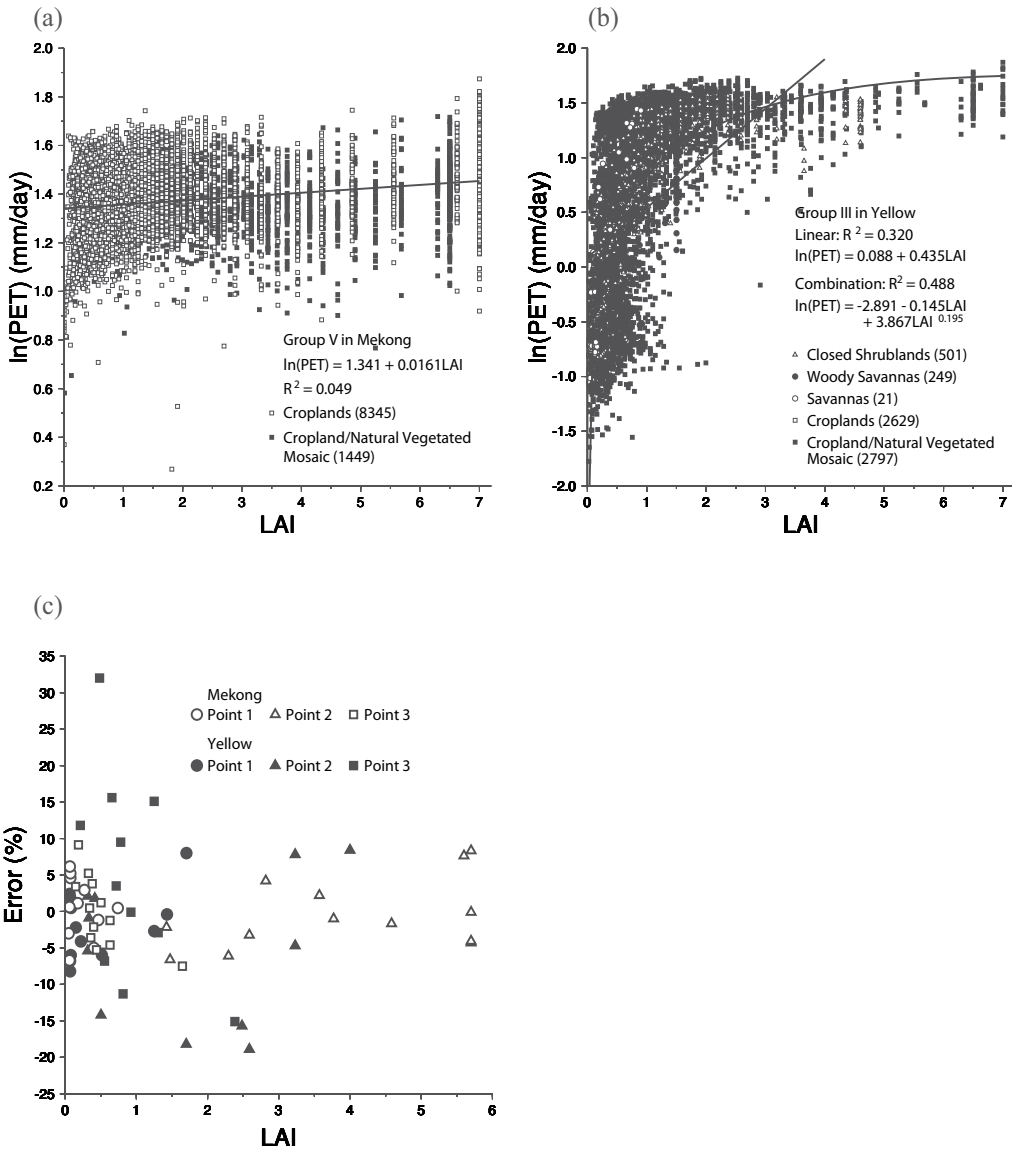 (a)
2.0
1.8
1.6
1.4
1.2
1.0
0.8
0.6
0.4
0.2
ln(PET) (mm/day)
Group V in Mekong
ln(PET) = 1.341 + 0.0161LAI
R² = 0.049
Croplands (8345)
Cropland/Natural Vegetated
Mosaic (1449)
0 1 2 3 4 5 6 7
LAI
(b)
2.0
1.5
1.0
0.5
0.0
-0.5
-1.0
-1.5
-2.0
ln(PET) (mm/day)
Group III in Yellow
Linear: R² = 0.320
ln(PET) = 0.088 + 0.435LAI
Combination: R² = 0.488
ln(PET) = -2.891 - 0.145LAI
+ 3.867LAI 0.195
Closed Shrublands (501)
Woody Savannas (249)
Savannas (21)
Croplands (2629)
Cropland/Natural Vegetated
Mosaic (2797)
0 1 2 3 4 5 6 7
LAI
(c)
35
30
25
20
15
10
5
0
-5
-10
-15
-20
-25
Error (%)
Mekong
Point 1 Point 2 Point 3
Yellow
Point 1 Point 2 Point 3
0 1 2 3 4 5 6
LAI